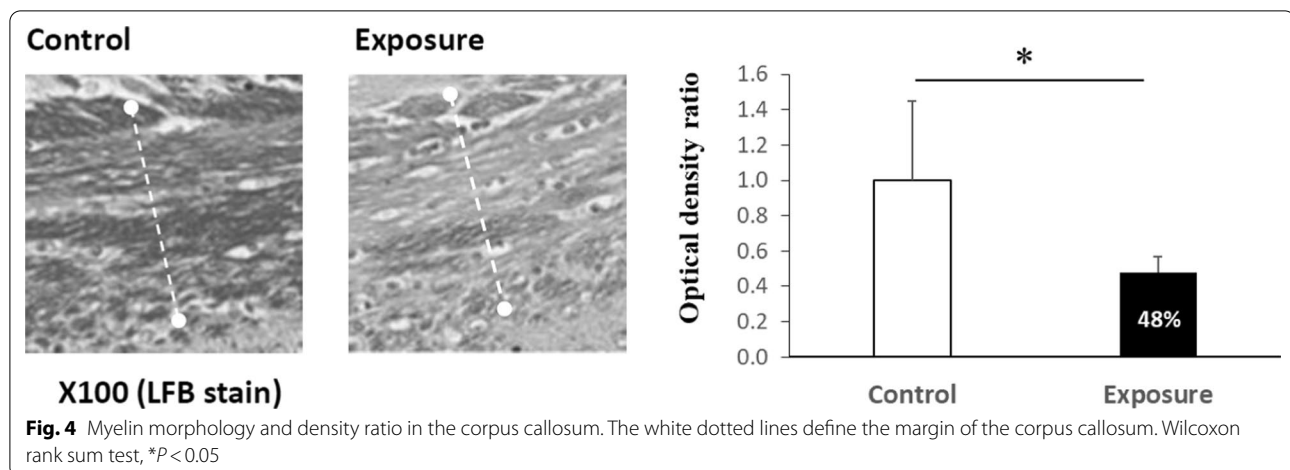 Control
Exposure
X100 (LFB stain)
*
Optical density ratio
1.6
1.4
1.2
1.0
0.8
0.6
0.4
0.2
0.0
48%
Control
Exposure
Fig. 4 Myelin morphology and density ratio in the corpus callosum. The white dotted lines define the margin of the corpus callosum. Wilcoxon
rank sum test, *P < 0.05